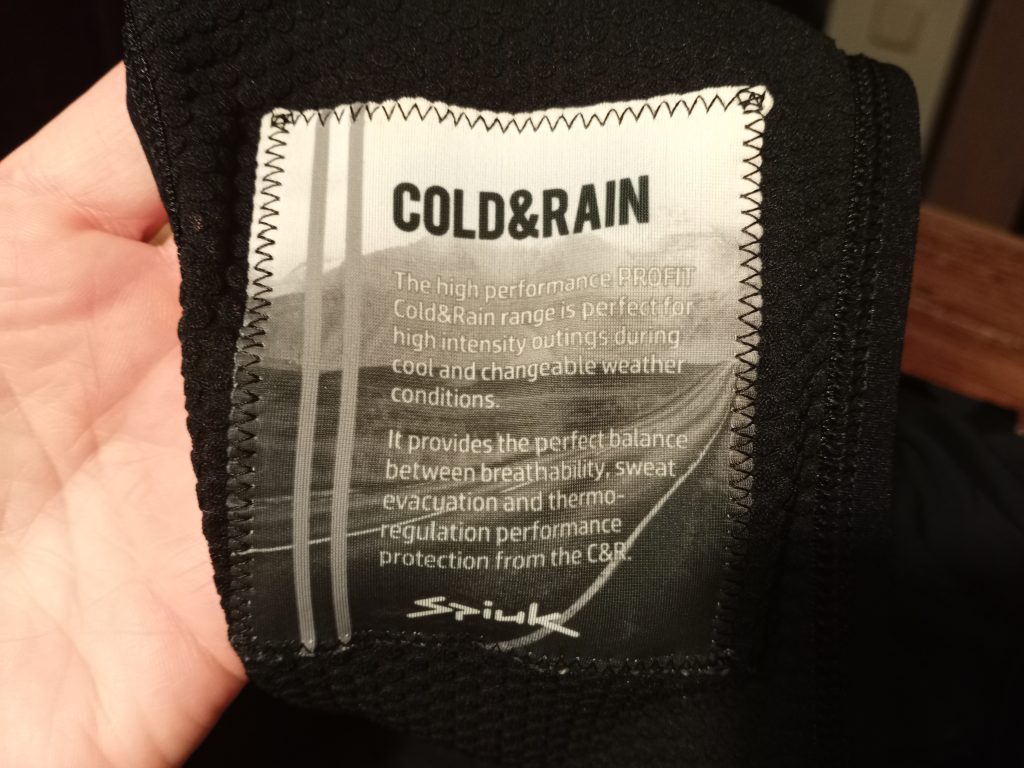 COLD&RAIN
The high performance PROFIT
Cold&Rain range is perfect for
high intensity outings during
cool and changeable weather
conditions.
It provides the perfect balance
between breathability, sweat
evacuation and thermo-
regulation performance
protection from the C&R.
Spiuk